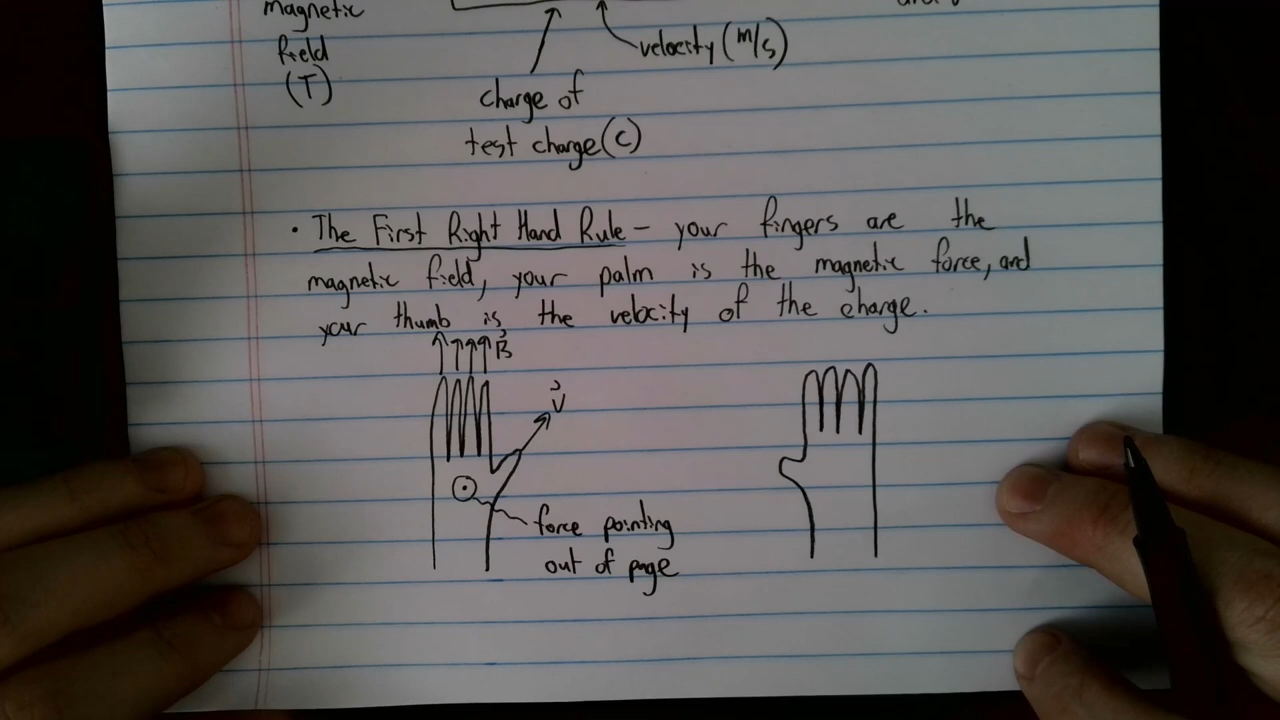 magnetic
field
(T)
velocity (m/s)
charge of
test charge (C)
• The First Right Hand Rule - your fingers are the
magnetic field, your palm is the magnetic force, and
your thumb is the velocity of the charge.
B
v
force pointing
out of page